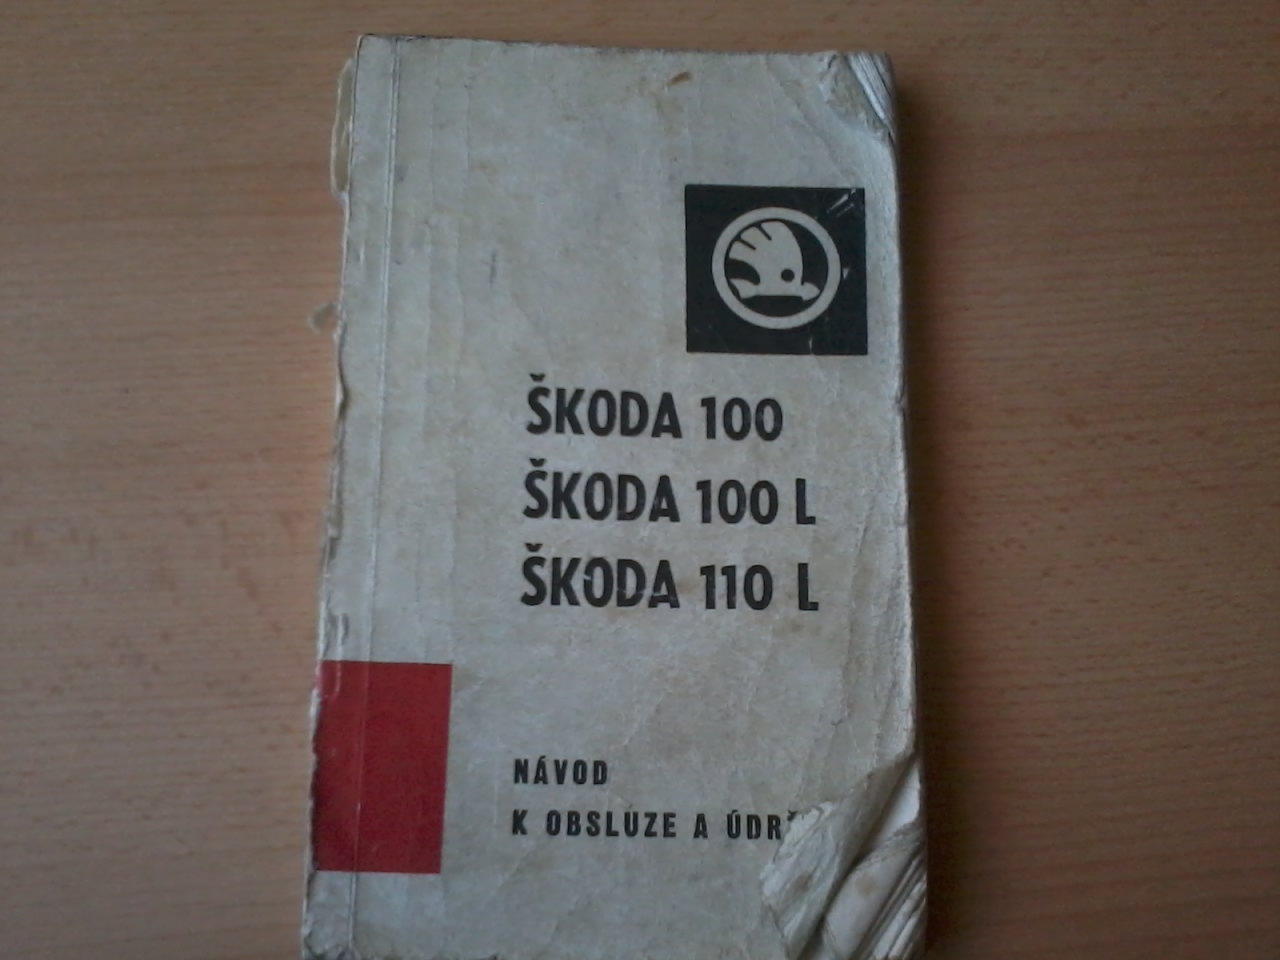 ŠKODA 100
ŠKODA 100 L
ŠKODA 110 L
NÁVOD
K OBSLUZE A